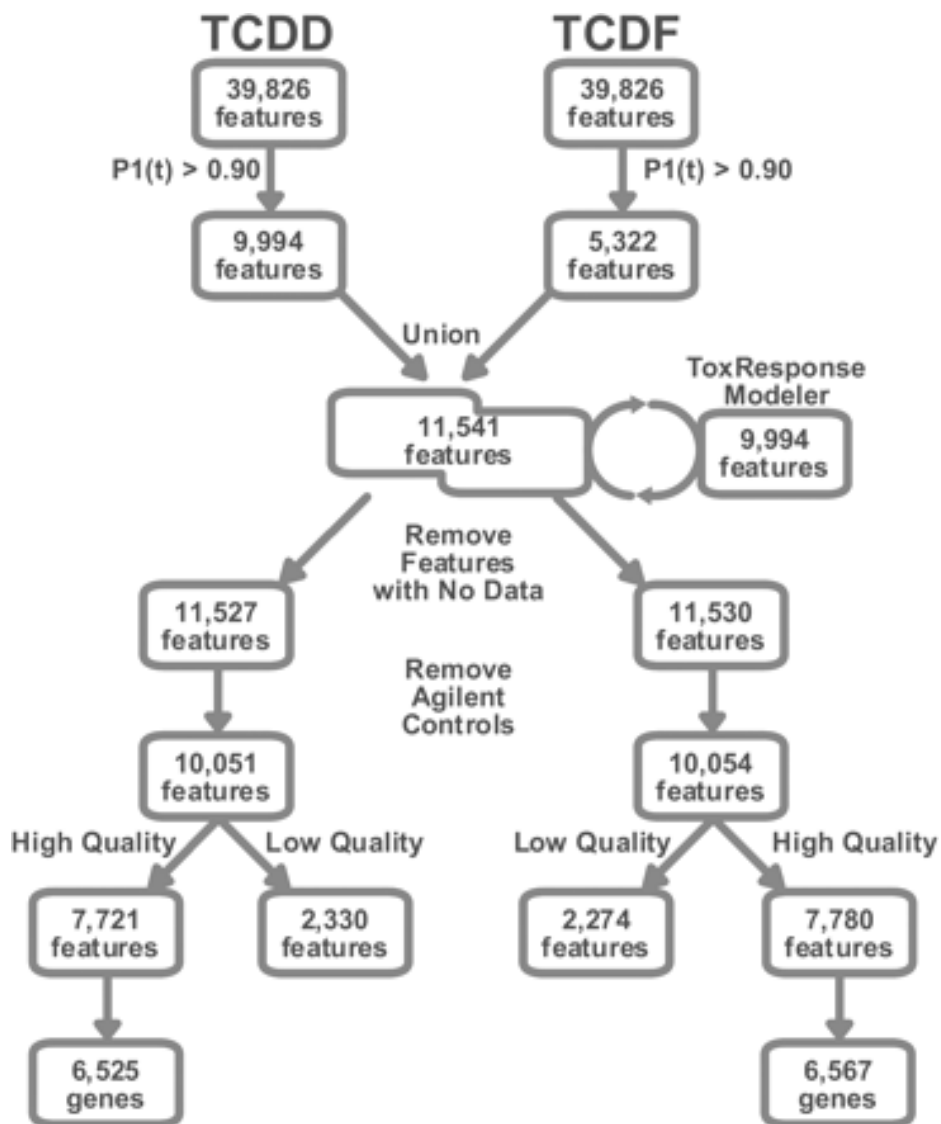 TCDD
TCDF
39,826
features
39,826
features
P1(t) > 0.90
P1(t) > 0.90
9,994
features
5,322
features
Union
ToxResponse
Modeler
11,541
features
9,994
features
Remove
Features
with No Data
11,527
features
11,530
features
Remove
Agilent
Controls
10,051
features
10,054
features
High Quality
Low Quality
Low Quality
High Quality
7,721
features
2,330
features
2,274
features
7,780
features
6,525
genes
6,567
genes